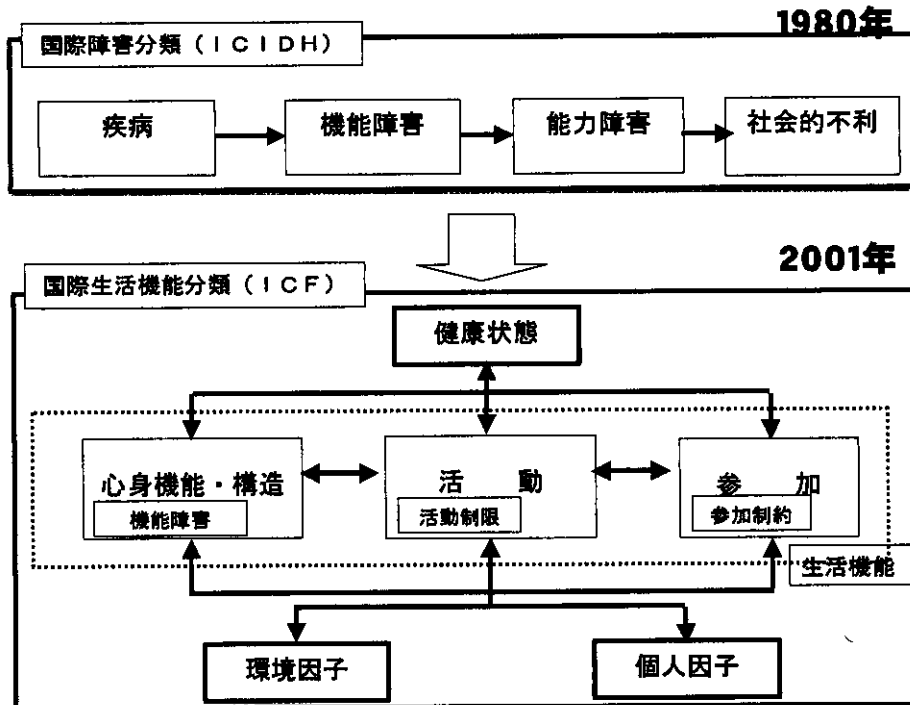 1980年
国際障害分類（ＩＣＩＤＨ）
疾病
機能障害
能力障害
社会的不利
2001年
国際生活機能分類（ＩＣＦ）
健康状態
心身機能・構造
機能障害
活　動
活動制限
参　加
参加制約
生活機能
環境因子
個人因子